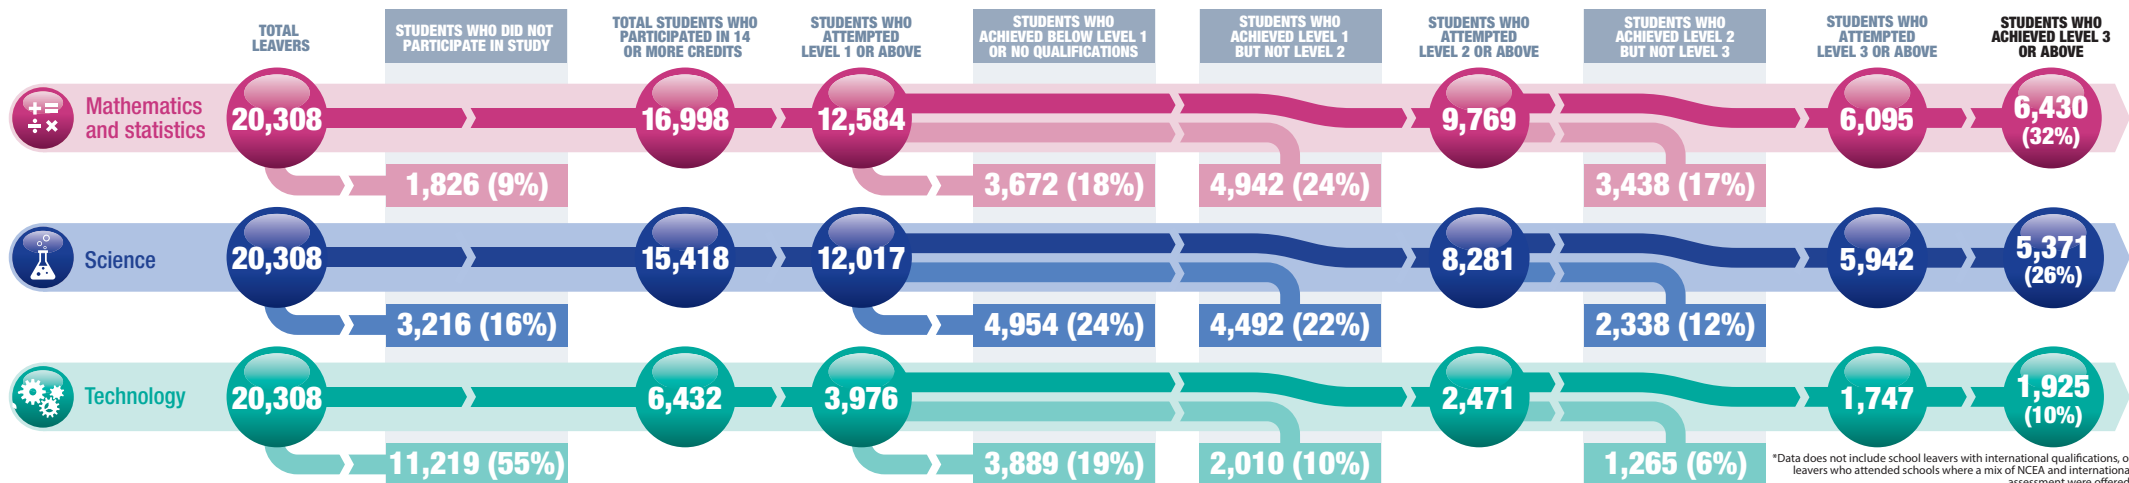 TOTAL
LEAVERS
STUDENTS WHO DID NOT
PARTICIPATE IN STUDY
TOTAL STUDENTS WHO
PARTICIPATED IN 14
OR MORE CREDITS
STUDENTS WHO
ATTEMPTED
LEVEL 1 OR ABOVE
STUDENTS WHO
ACHIEVED BELOW LEVEL 1
OR NO QUALIFICATIONS
STUDENTS WHO
ACHIEVED LEVEL 1
BUT NOT LEVEL 2
STUDENTS WHO
ATTEMPTED
LEVEL 2 OR ABOVE
STUDENTS WHO
ACHIEVED LEVEL 2
BUT NOT LEVEL 3
STUDENTS WHO
ATTEMPTED
LEVEL 3 OR ABOVE
STUDENTS WHO
ACHIEVED LEVEL 3
OR ABOVE
Mathematics
and statistics
20,308
16,998
12,584
9,769
6,095
6,430
(32%)
1,826 (9%)
3,672 (18%)
4,942 (24%)
3,438 (17%)
Science
20,308
15,418
12,017
8,281
5,942
5,371
(26%)
3,216 (16%)
4,954 (24%)
4,492 (22%)
2,338 (12%)
Technology
20,308
6,432
3,976
2,471
1,747
1,925
(10%)
11,219 (55%)
3,889 (19%)
2,010 (10%)
1,265 (6%)
*Data does not include school leavers with international qualifications, o
leavers who attended schools where a mix of NCEA and internationa
assessment were offered